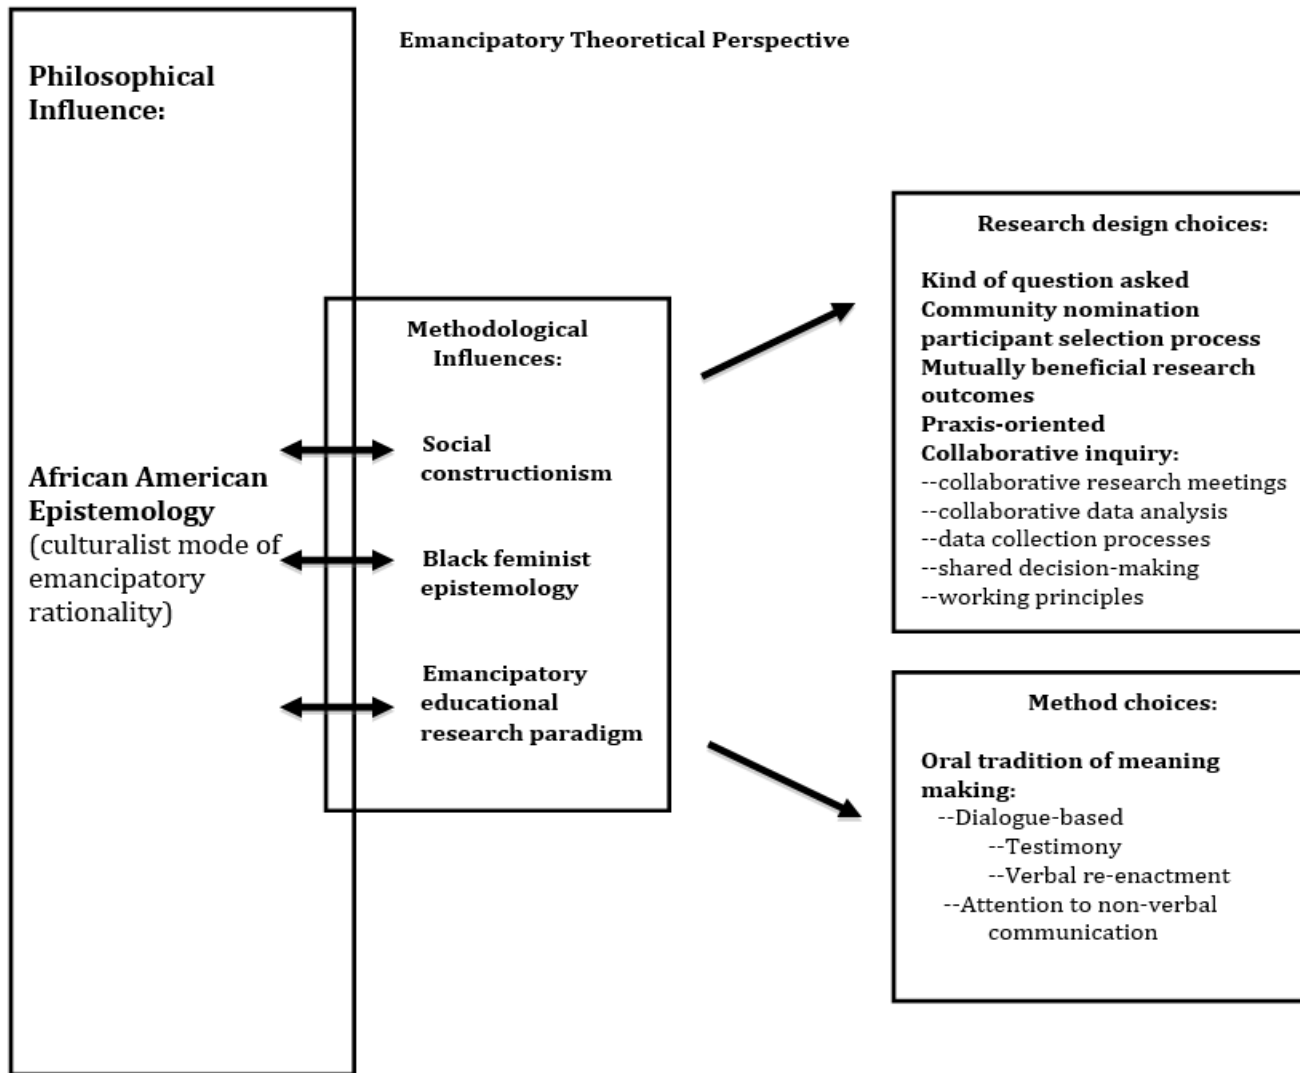 Emancipatory Theoretical Perspective
Philosophical
Influence:
African American
Epistemology
(culturalist mode of
emancipatory
rationality)
Methodological
Influences:
Social
constructionism
Black feminist
epistemology
Emancipatory
educational
research paradigm
Research design choices:
Kind of question asked
Community nomination
participant selection process
Mutually beneficial research
outcomes
Praxis-oriented
Collaborative inquiry:
--collaborative research meetings
--collaborative data analysis
--data collection processes
--shared decision-making
--working principles
Method choices:
Oral tradition of meaning
making:
--Dialogue-based
--Testimony
--Verbal re-enactment
--Attention to non-verbal
communication